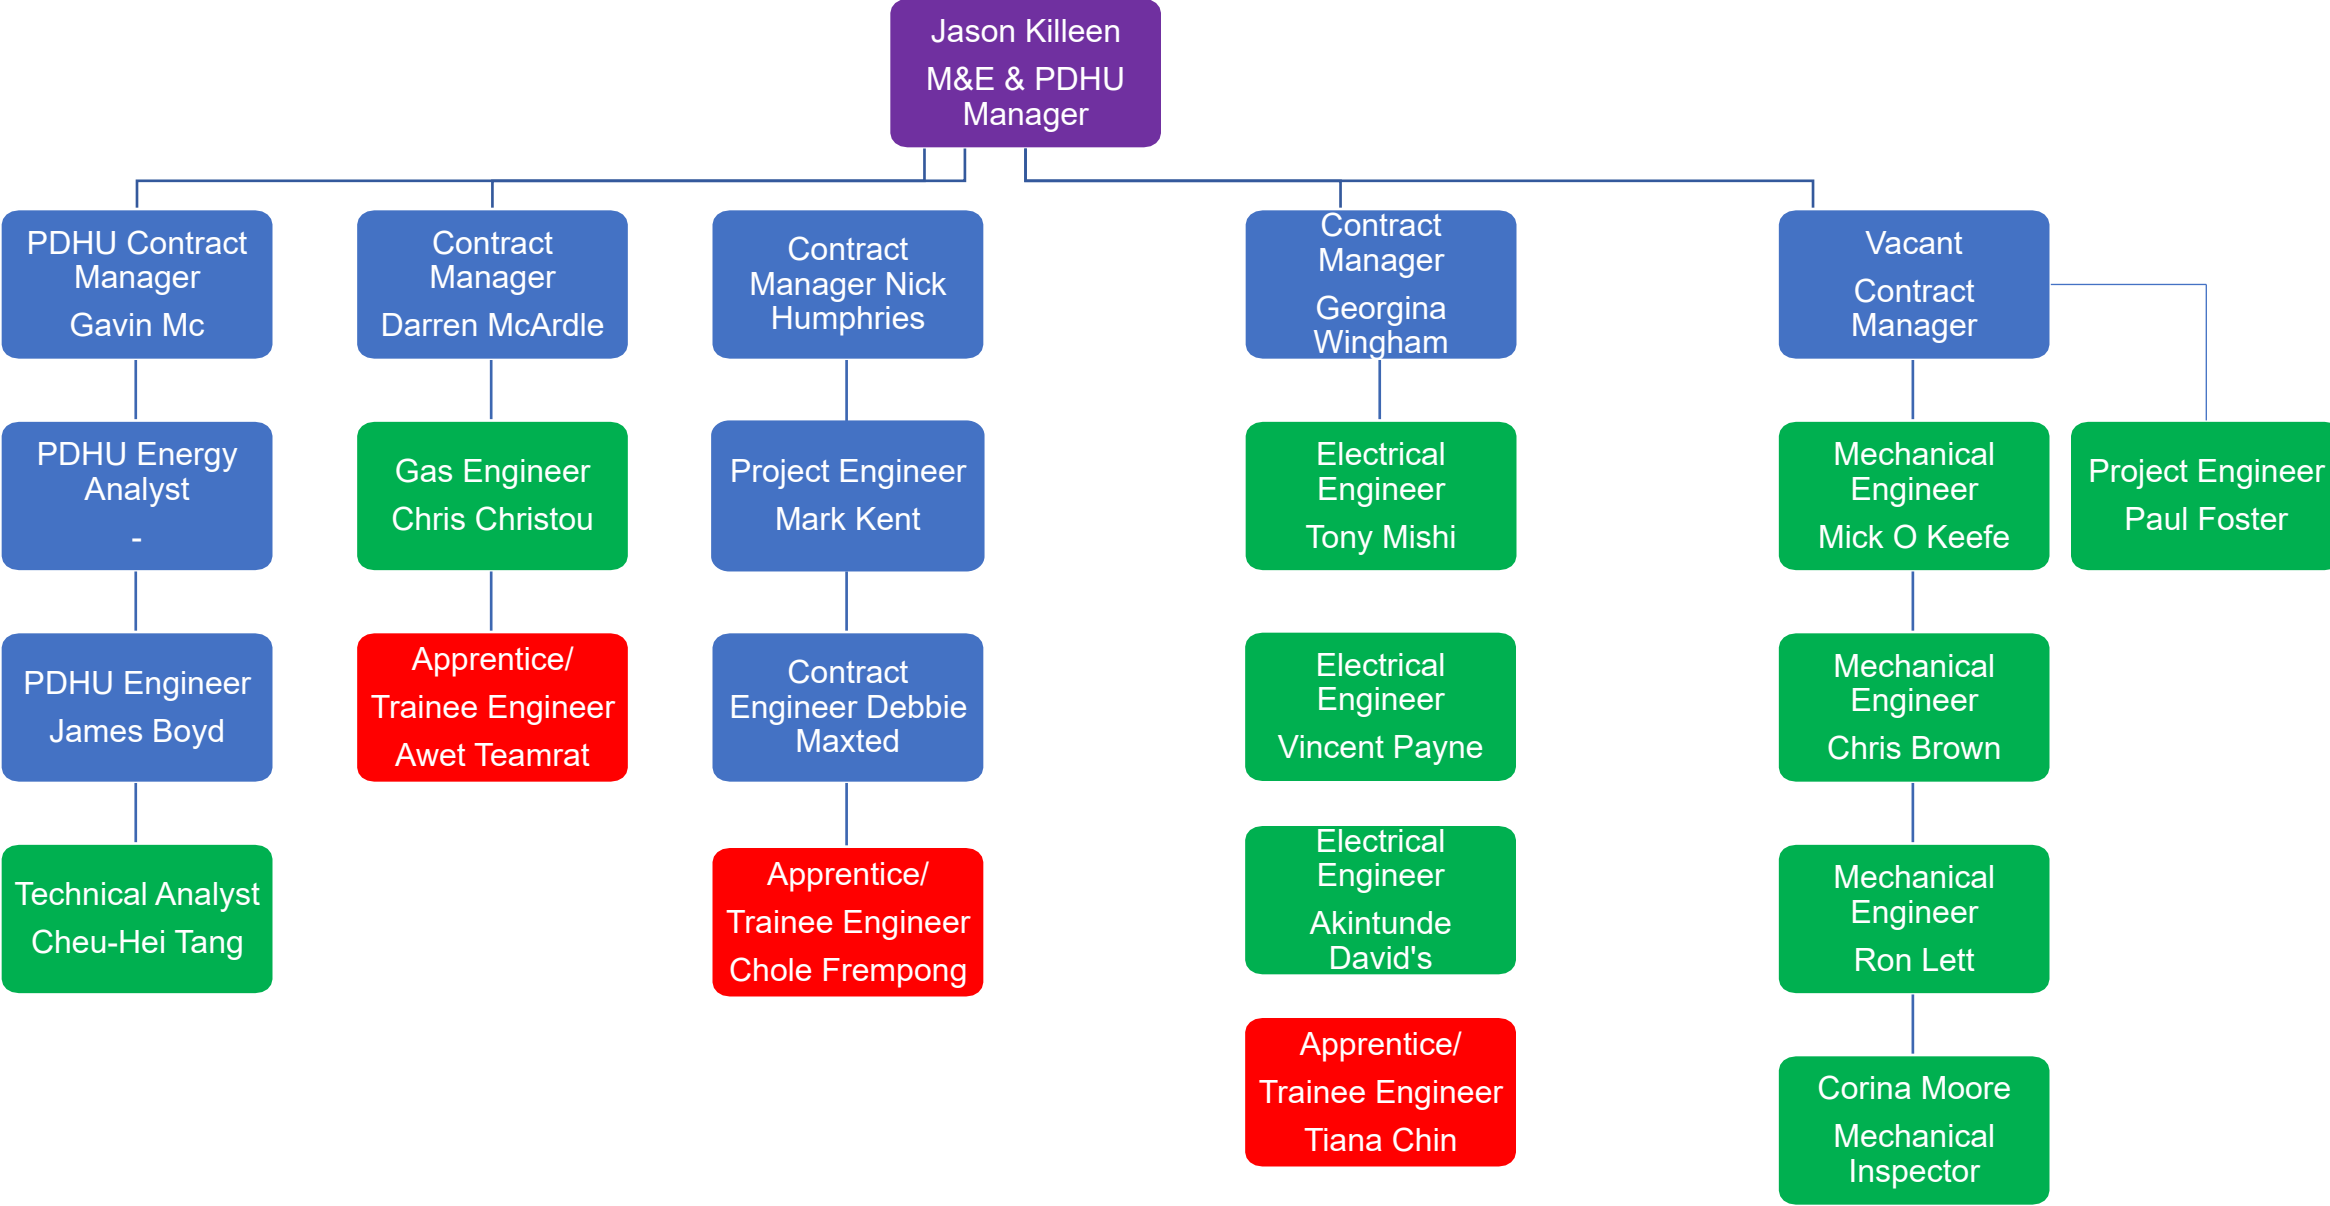 Jason Killeen
M&E & PDHU
Manager
PDHU Contract
Manager
Gavin Mc
Contract
Manager
Darren McArdle
Contract
Manager Nick
Humphries
Contract
Manager
Georgina
Wingham
Vacant
Contract
Manager
PDHU Energy
Analyst
-
Gas Engineer
Chris Christou
Project Engineer
Mark Kent
Electrical
Engineer
Tony Mishi
Mechanical
Engineer
Mick O Keefe
Project Engineer
Paul Foster
PDHU Engineer
James Boyd
Apprentice/
Trainee Engineer
Awet Teamrat
Contract
Engineer Debbie
Maxted
Electrical
Engineer
Vincent Payne
Mechanical
Engineer
Chris Brown
Technical Analyst
Cheu-Hei Tang
Apprentice/
Trainee Engineer
Chole Frempong
Electrical
Engineer
Akintunde
David's
Mechanical
Engineer
Ron Lett
Apprentice/
Trainee Engineer
Tiana Chin
Corina Moore
Mechanical
Inspector